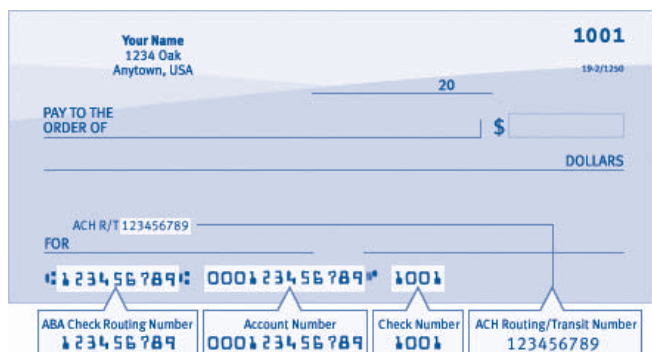 Your Name
1234 Oak
Anytown, USA
1001
19-2/1250
20
PAY TO THE
ORDER OF
$
DOLLARS
ACH R/T 123456789
FOR
⑆123456789⑆ 000123456789⑈ 1001
ABA Check Routing Number
123456789
Account Number
000123456789
Check Number
1001
ACH Routing/Transit Number
123456789